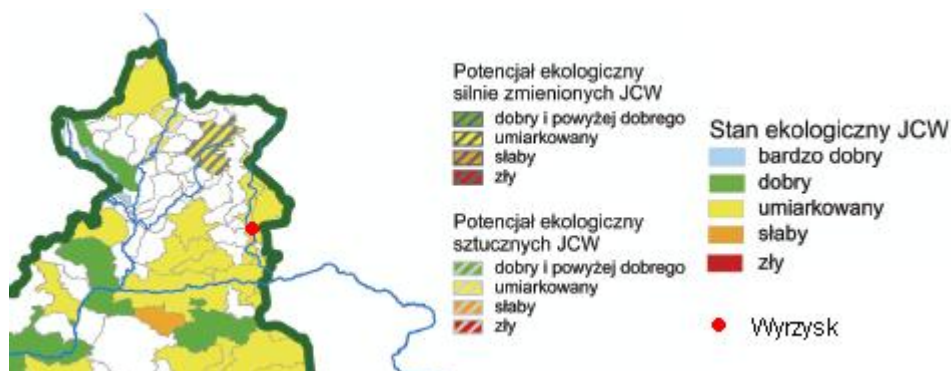 Potencjał ekologiczny
silnie zmienionych JCW
dobry i powyżej dobrego
umiarkowany
słaby
zły
Potencjał ekologiczny
sztucznych JCW
dobry i powyżej dobrego
umiarkowany
słaby
zły
Stan ekologiczny JCW
bardzo dobry
dobry
umiarkowany
słaby
zły
Wyrzysk